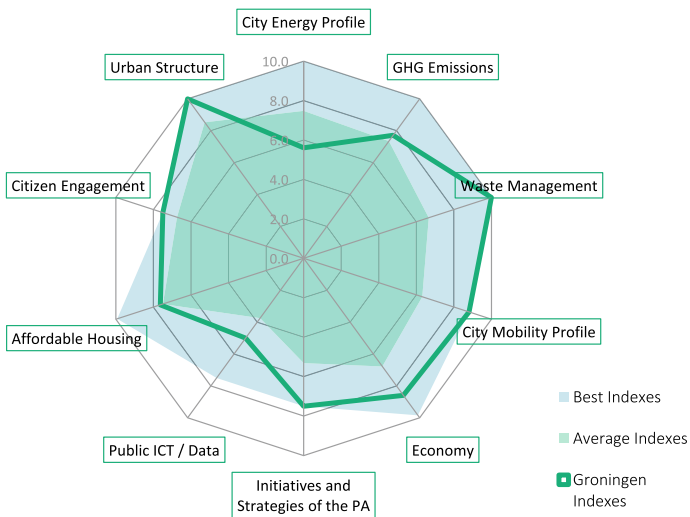 City Energy Profile
Urban Structure
GHG Emissions
10.0
8.0
6.0
4.0
2.0
0.0
Citizen Engagement
Waste Management
Affordable Housing
City Mobility Profile
Public ICT / Data
Economy
Initiatives and
Strategies of the PA
Best Indexes
Average Indexes
Groningen
Indexes